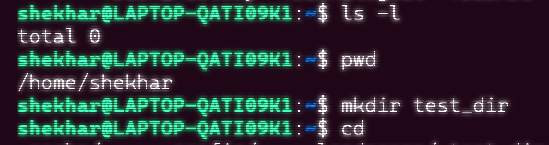 shekhar@LAPTOP-QATI09K1:~$ ls -l
total 0
shekhar@LAPTOP-QATI09K1:~$ pwd
/home/shekhar
shekhar@LAPTOP-QATI09K1:~$ mkdir test_dir
shekhar@LAPTOP-QATI09K1:~$ cd